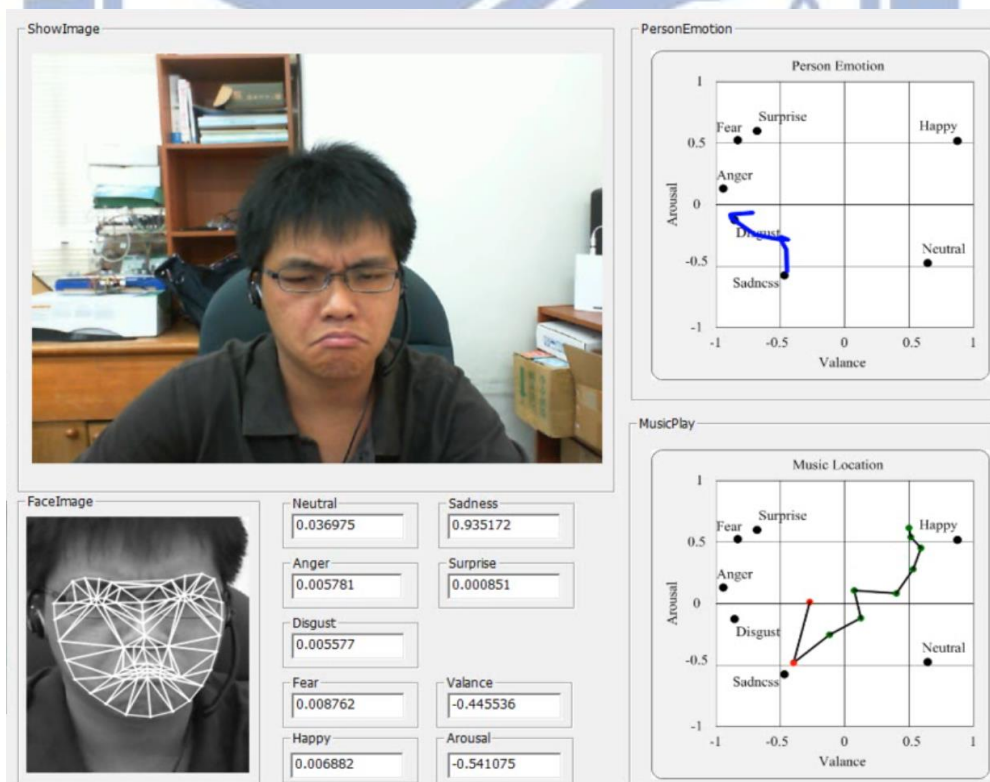 ShowImage
PersonEmotion
Person Emotion
1
0.5
0
-0.5
-1
Arousal
Fear
Surprise
Happy
Anger
Disgust
Neutral
Sadness
-1
-0.5
0
0.5
1
Valance
MusicPlay
Music Location
1
0.5
0
-0.5
-1
Arousal
Fear
Surprise
Happy
Anger
Disgust
Neutral
Sadness
-1
-0.5
0
0.5
1
Valance
FaceImage
Neutral
0.036975
Sadness
0.935172
Anger
0.005781
Surprise
0.000851
Disgust
0.005577
Fear
0.008762
Valance
-0.445536
Happy
0.006882
Arousal
-0.541075